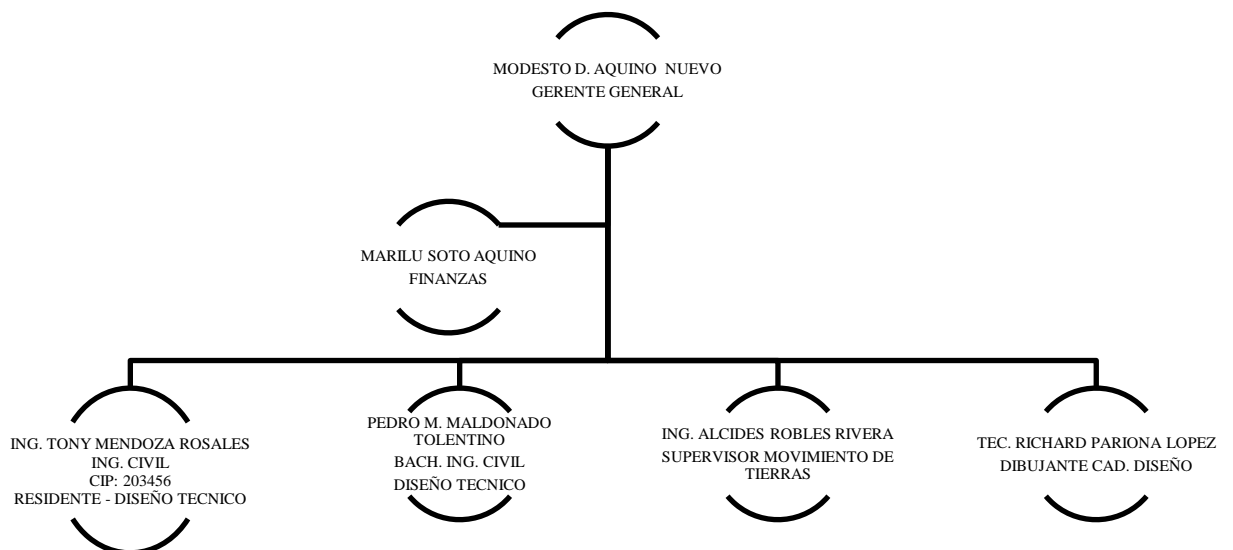 MODESTO D. AQUINO NUEVO
GERENTE GENERAL
MARILU SOTO AQUINO
FINANZAS
ING. TONY MENDOZA ROSALES
ING. CIVIL
CIP: 203456
RESIDENTE - DISEÑO TECNICO
PEDRO M. MALDONADO
TOLENTINO
BACH. ING. CIVIL
DISEÑO TECNICO
ING. ALCIDES ROBLES RIVERA
SUPERVISOR MOVIMIENTO DE
TIERRAS
TEC. RICHARD PARIONA LOPEZ
DIBUJANTE CAD. DISEÑO